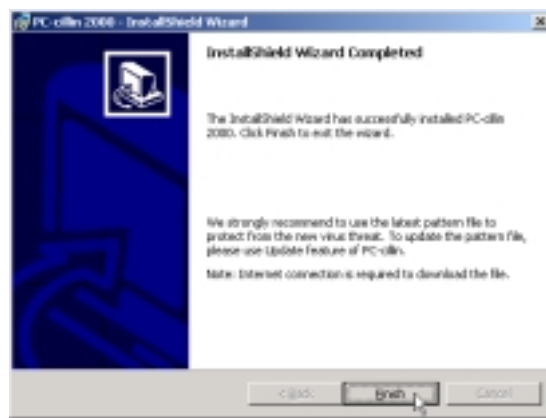 PC-cillin 2000 - InstallShield Wizard
InstallShield Wizard Completed
The InstallShield Wizard has successfully installed PC-cillin
2000. Click Finish to exit the wizard.
We strongly recommend to use the latest pattern file to
protect from the new virus threat. To update the pattern file,
please use Update feature of PC-cillin.
Note: Internet connection is required to download the file.
< Back
Finish
Cancel